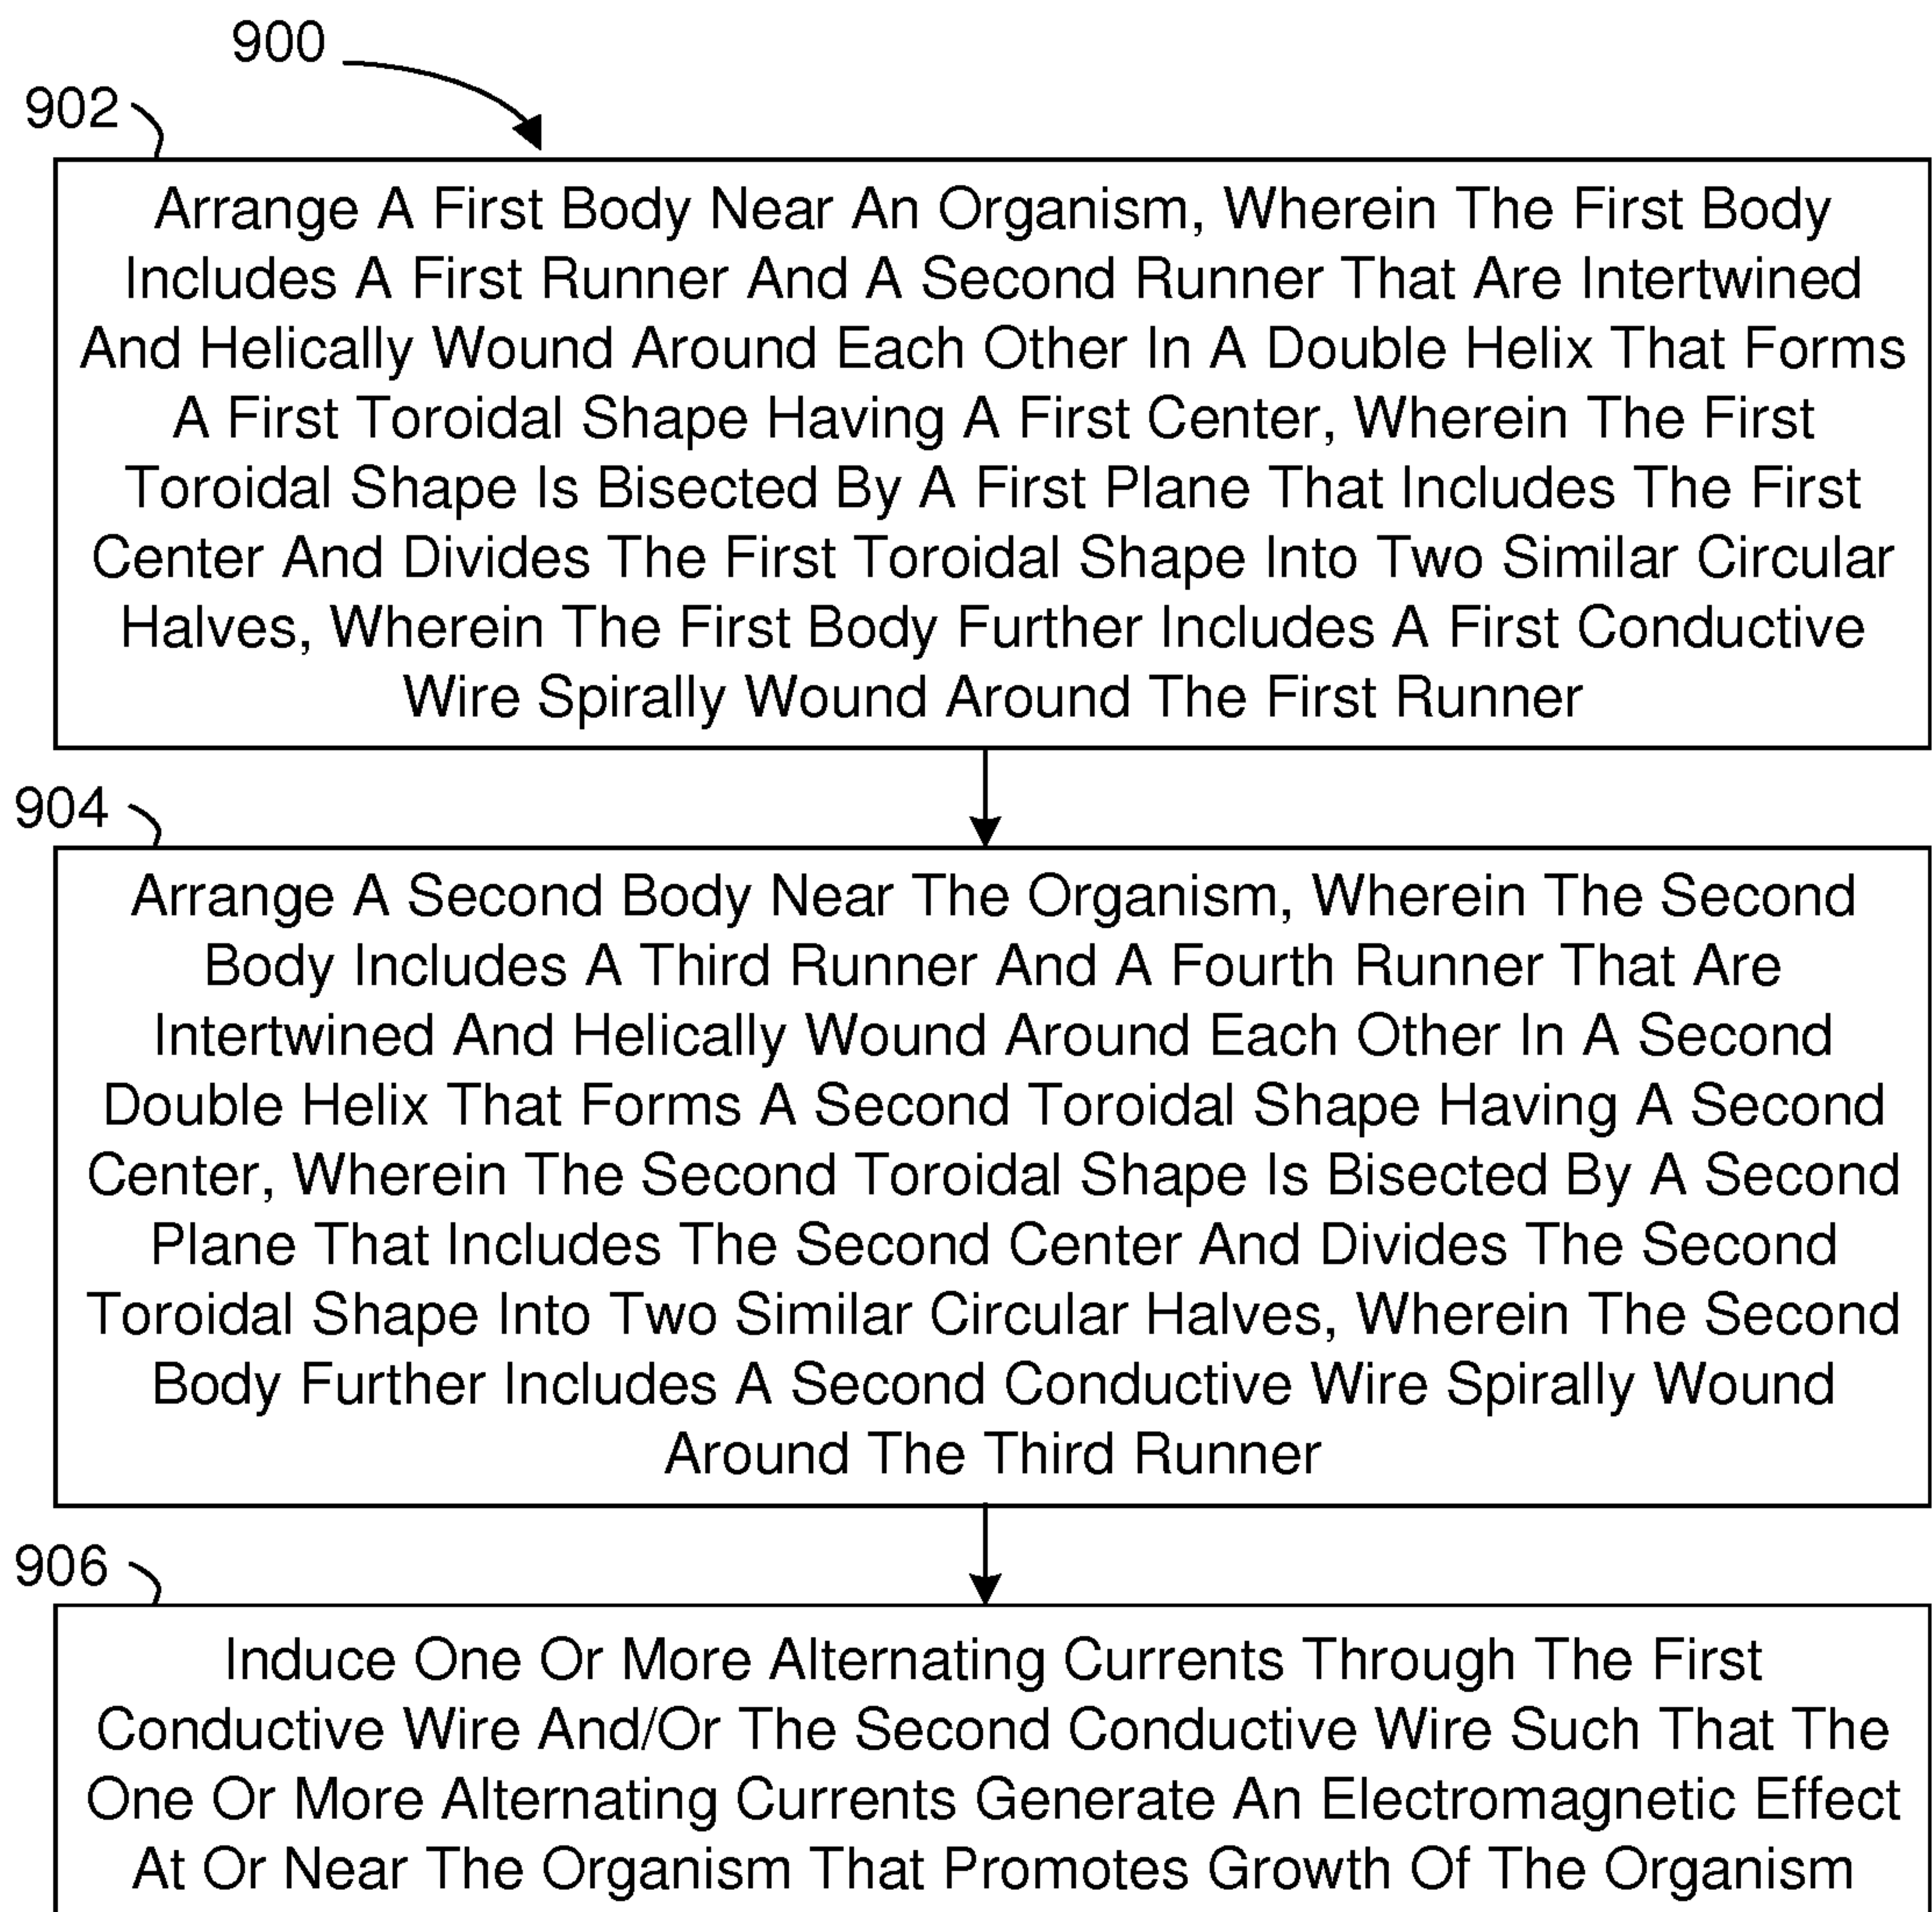 900
902
Arrange A First Body Near An Organism, Wherein The First Body
Includes A First Runner And A Second Runner That Are Intertwined
And Helically Wound Around Each Other In A Double Helix That Forms
A First Toroidal Shape Having A First Center, Wherein The First
Toroidal Shape Is Bisected By A First Plane That Includes The First
Center And Divides The First Toroidal Shape Into Two Similar Circular
Halves, Wherein The First Body Further Includes A First Conductive
Wire Spirally Wound Around The First Runner
904
Arrange A Second Body Near The Organism, Wherein The Second
Body Includes A Third Runner And A Fourth Runner That Are
Intertwined And Helically Wound Around Each Other In A Second
Double Helix That Forms A Second Toroidal Shape Having A Second
Center, Wherein The Second Toroidal Shape Is Bisected By A Second
Plane That Includes The Second Center And Divides The Second
Toroidal Shape Into Two Similar Circular Halves, Wherein The Second
Body Further Includes A Second Conductive Wire Spirally Wound
Around The Third Runner
906
Induce One Or More Alternating Currents Through The First
Conductive Wire And/Or The Second Conductive Wire Such That The
One Or More Alternating Currents Generate An Electromagnetic Effect
At Or Near The Organism That Promotes Growth Of The Organism